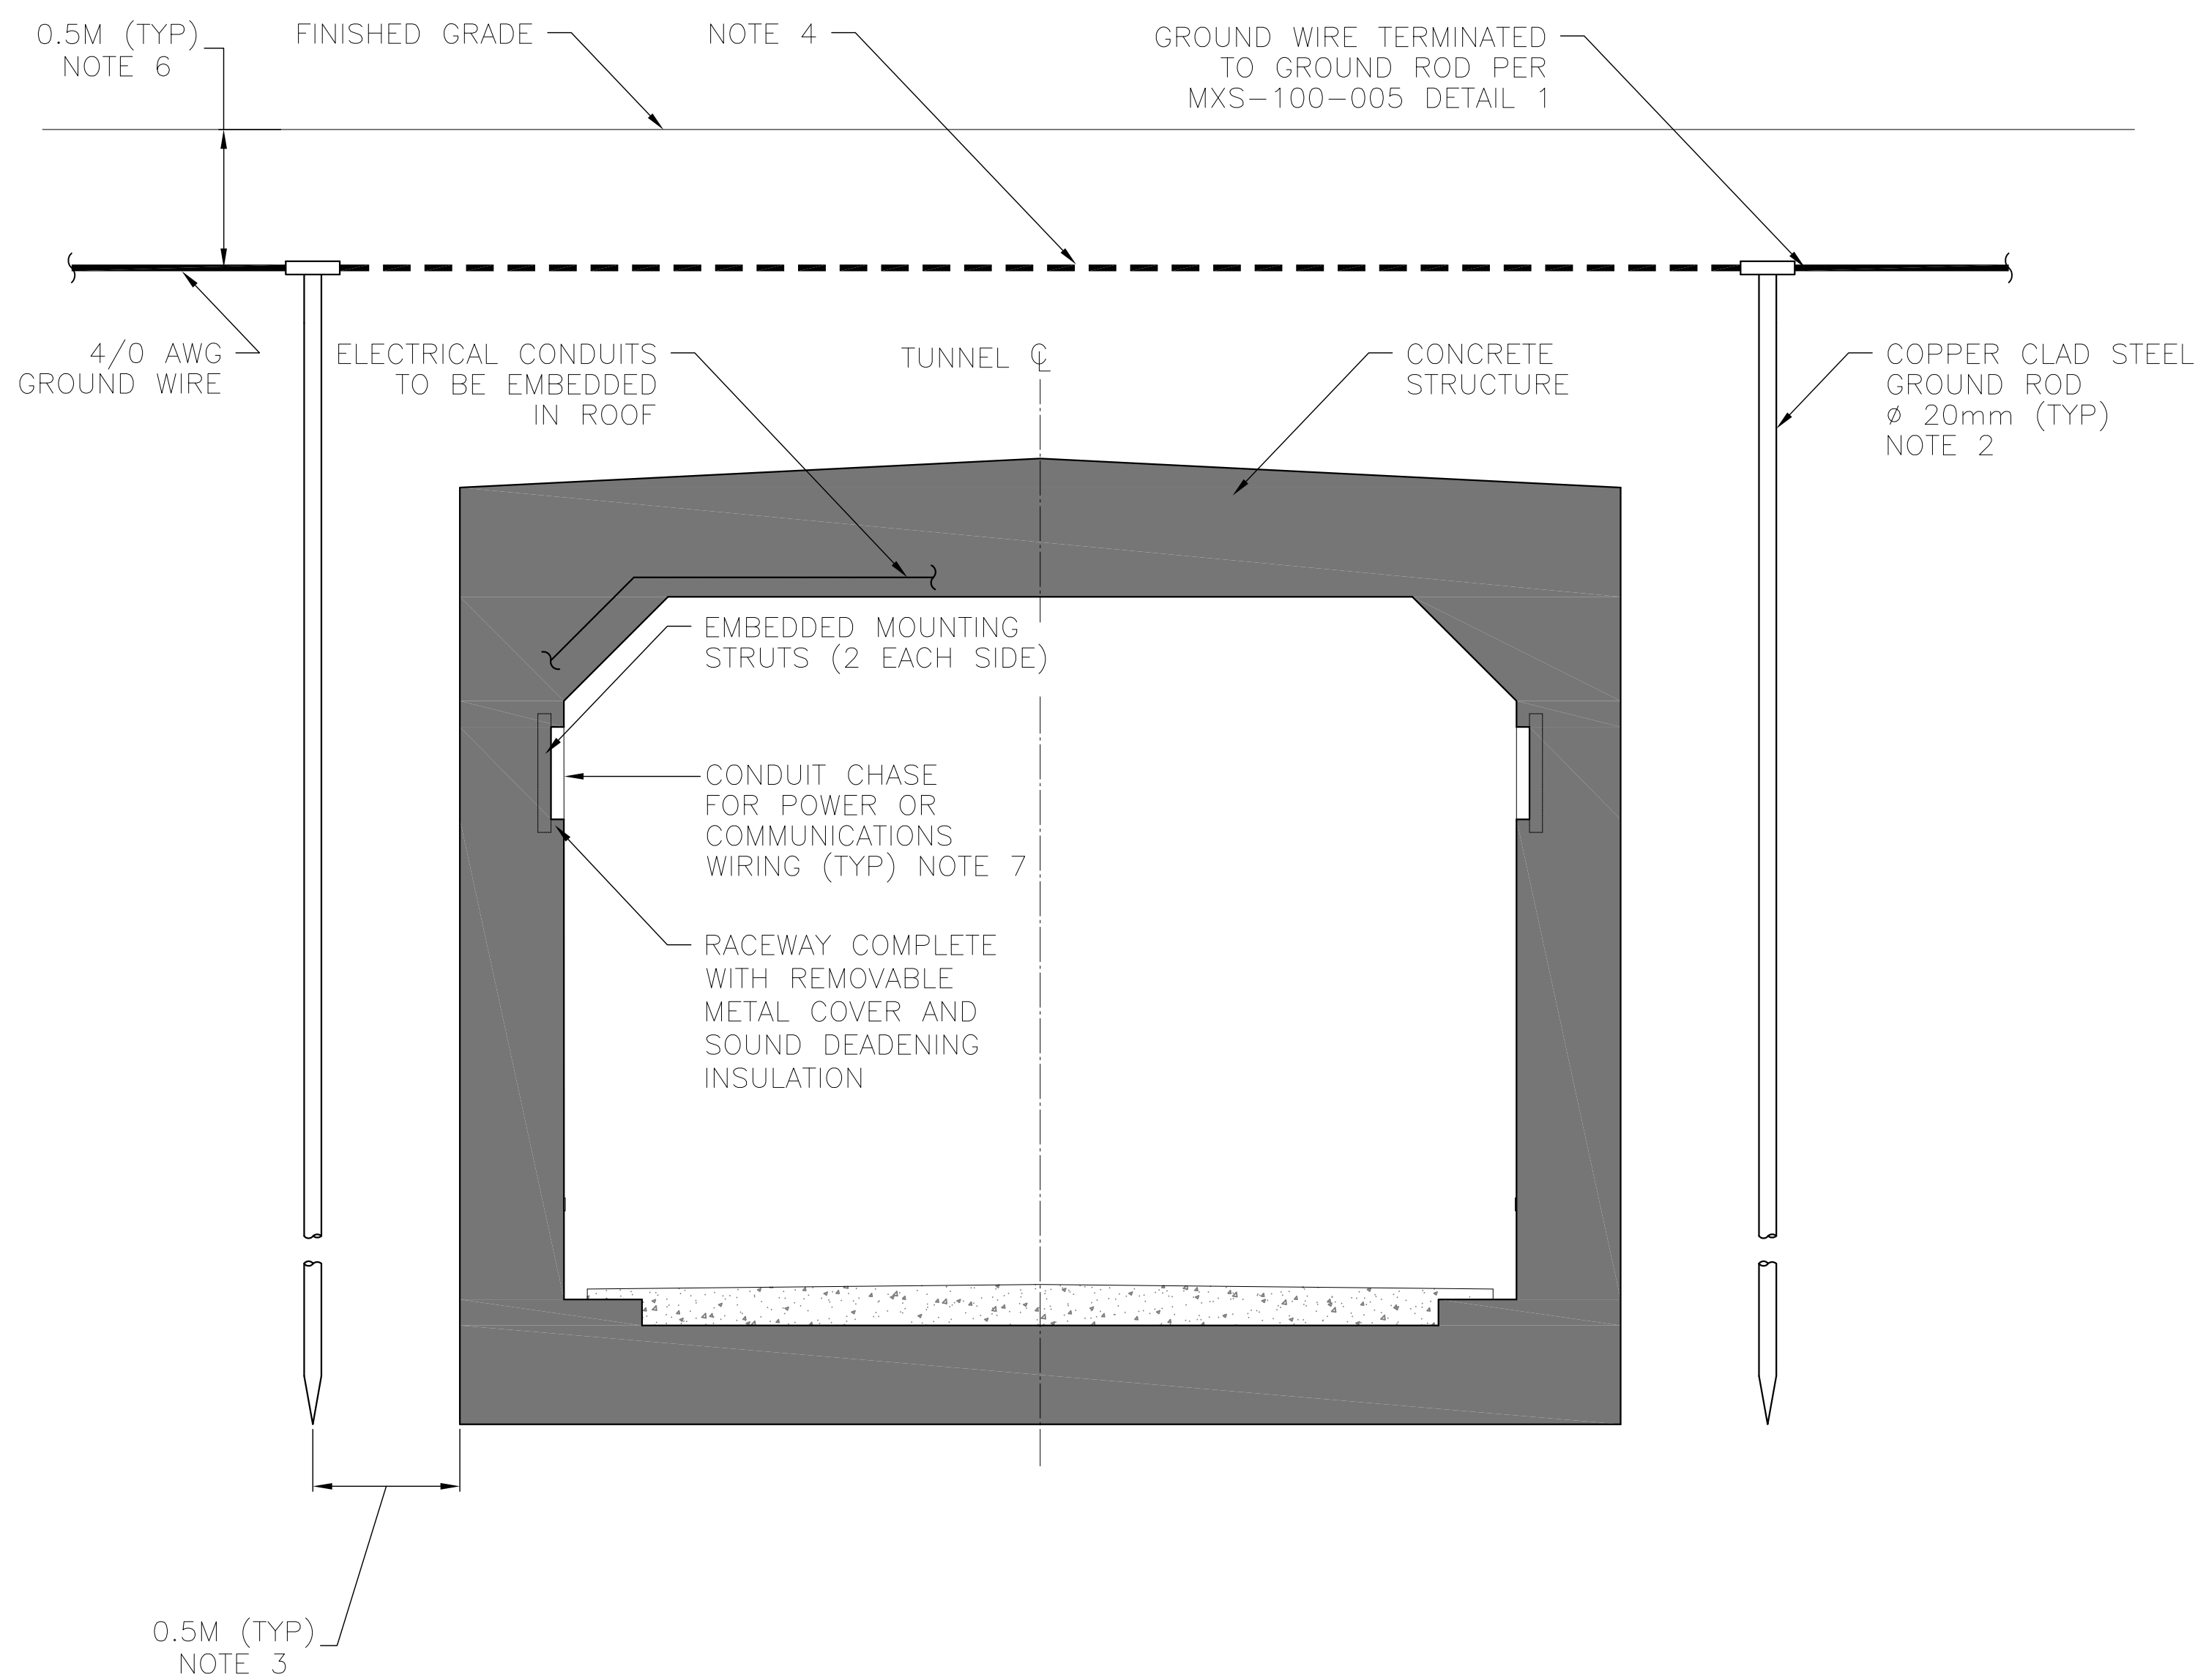 0.5M (TYP)
NOTE 6
FINISHED GRADE
NOTE 4
GROUND WIRE TERMINATED
TO GROUND ROD PER
MXS-100-005 DETAIL 1
4/0 AWG
GROUND WIRE
ELECTRICAL CONDUITS
TO BE EMBEDDED
IN ROOF
TUNNEL ℄
CONCRETE
STRUCTURE
COPPER CLAD STEEL
GROUND ROD
ø 20mm (TYP)
NOTE 2
EMBEDDED MOUNTING
STRUTS (2 EACH SIDE)
CONDUIT CHASE
FOR POWER OR
COMMUNICATIONS
WIRING (TYP) NOTE 7
RACEWAY COMPLETE
WITH REMOVABLE
METAL COVER AND
SOUND DEADENING
INSULATION
0.5M (TYP)
NOTE 3